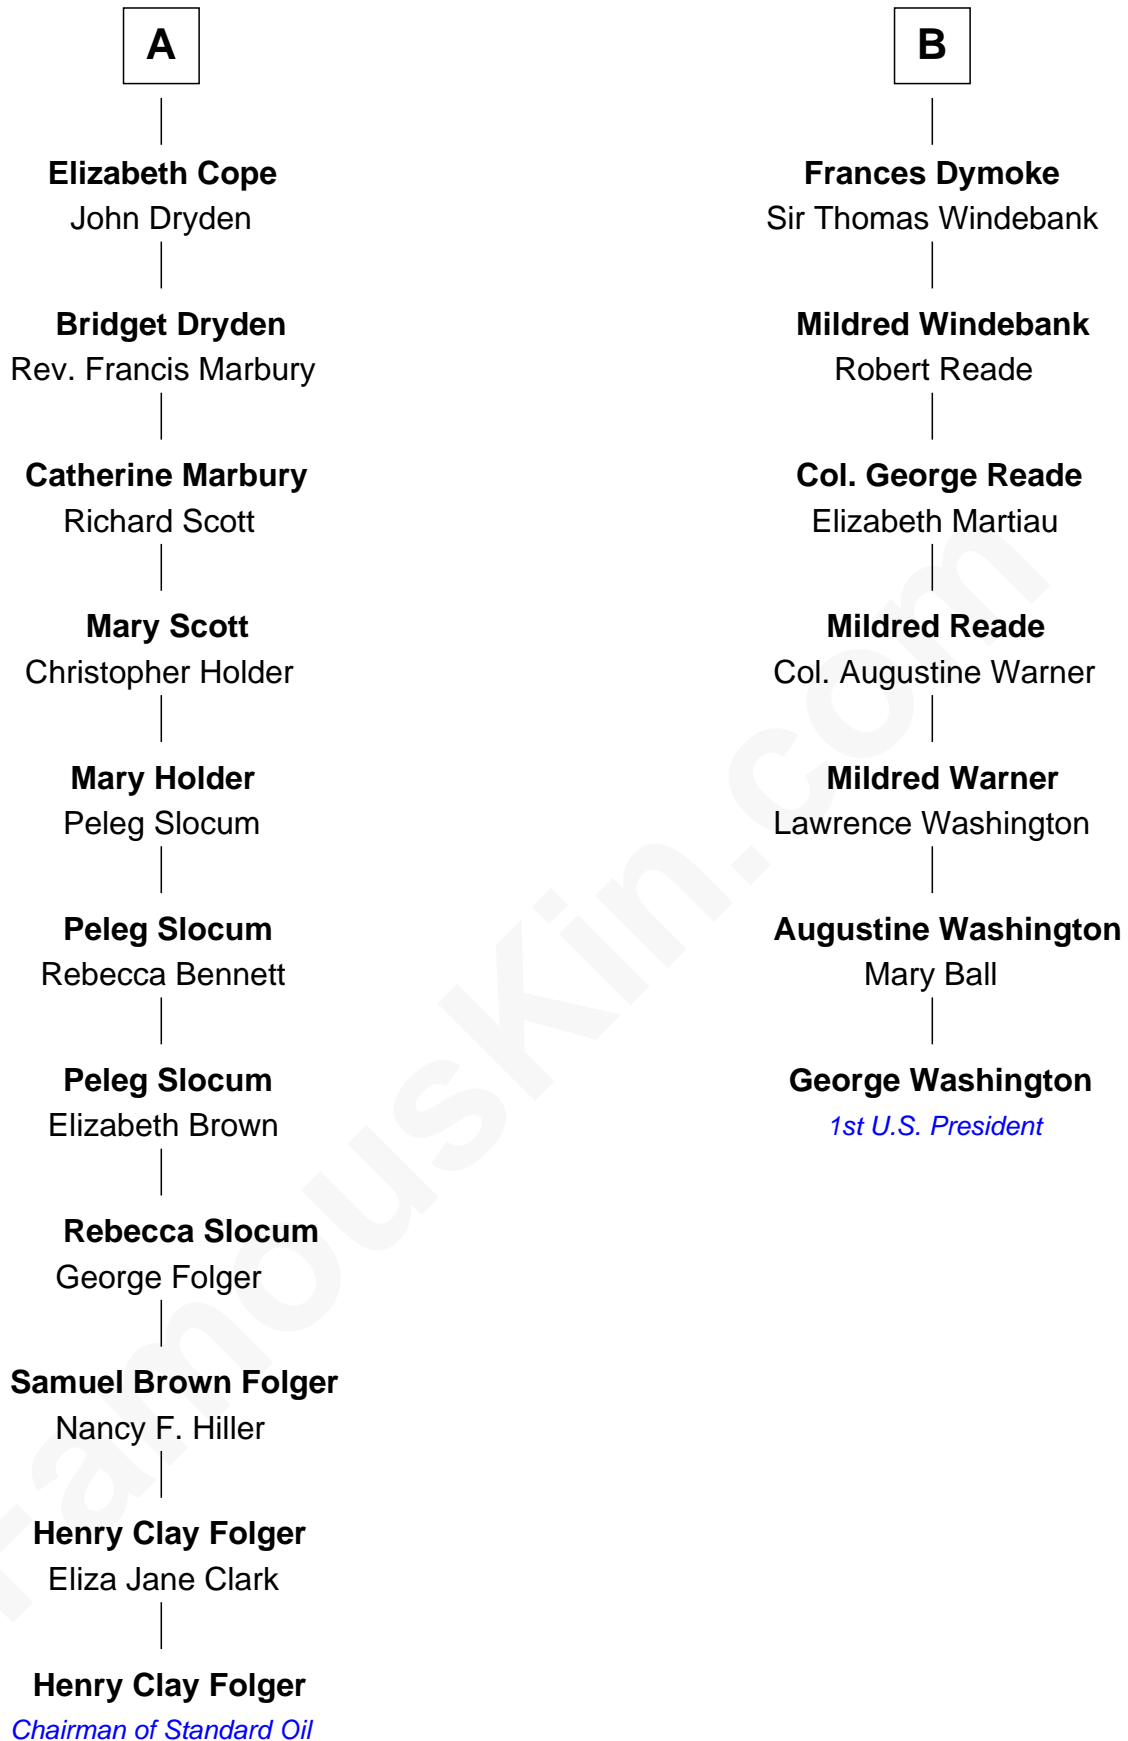 A
Elizabeth Cope
John Dryden
Bridget Dryden
Rev. Francis Marbury
Catherine Marbury
Richard Scott
Mary Scott
Christopher Holder
Mary Holder
Peleg Slocum
Peleg Slocum
Rebecca Bennett
Peleg Slocum
Elizabeth Brown
Rebecca Slocum
George Folger
Samuel Brown Folger
Nancy F. Hiller
Henry Clay Folger
Eliza Jane Clark
Henry Clay Folger
Chairman of Standard Oil
B
Frances Dymoke
Sir Thomas Windebank
Mildred Windebank
Robert Reade
Col. George Reade
Elizabeth Martiau
Mildred Reade
Col. Augustine Warner
Mildred Warner
Lawrence Washington
Augustine Washington
Mary Ball
George Washington
1st U.S. President
FamousKin.com